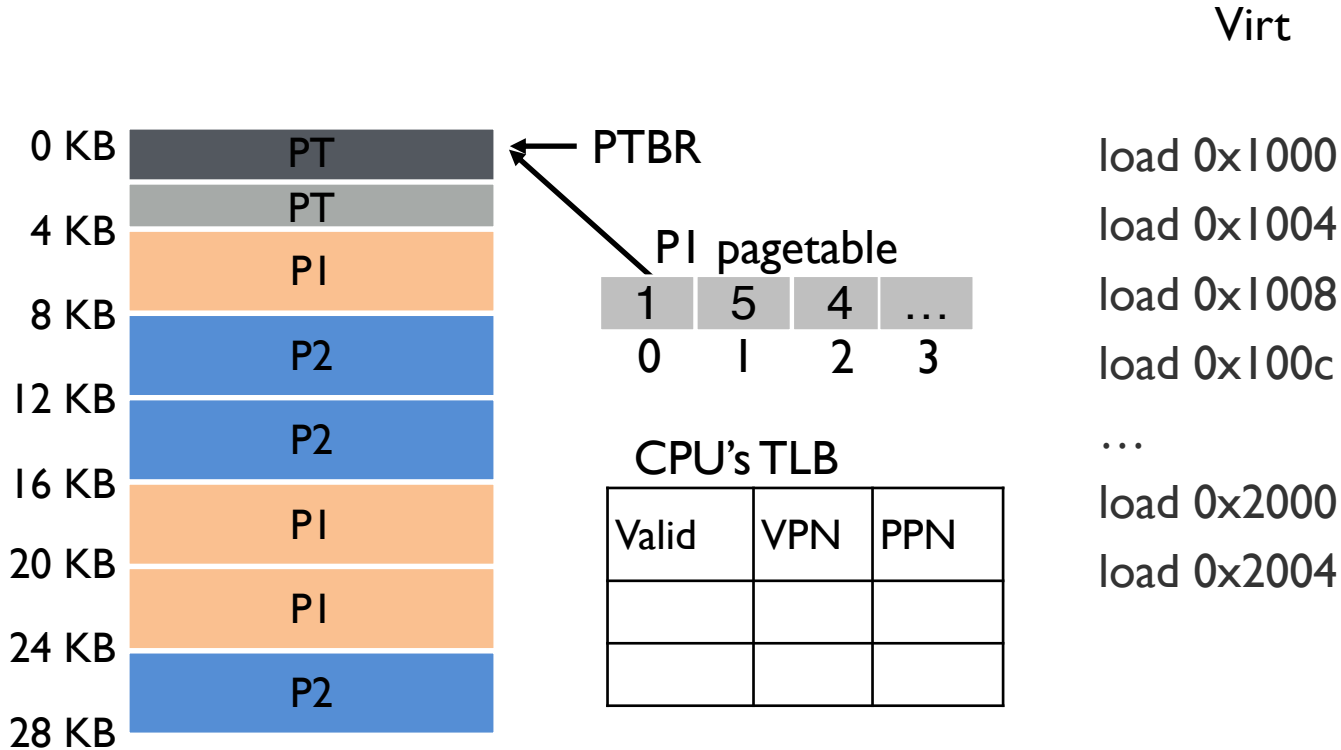 Virt
0 KB
PT
PTBR
load 0x1000
PT
4 KB
load 0x1004
P1 pagetable
P1
1 5 4 …
load 0x1008
8 KB
0 1 2 3
P2
load 0x100c
12 KB
P2
CPU's TLB
…
16 KB
load 0x2000
Valid VPN PPN
P1
20 KB
load 0x2004
P1
24 KB
P2
28 KB